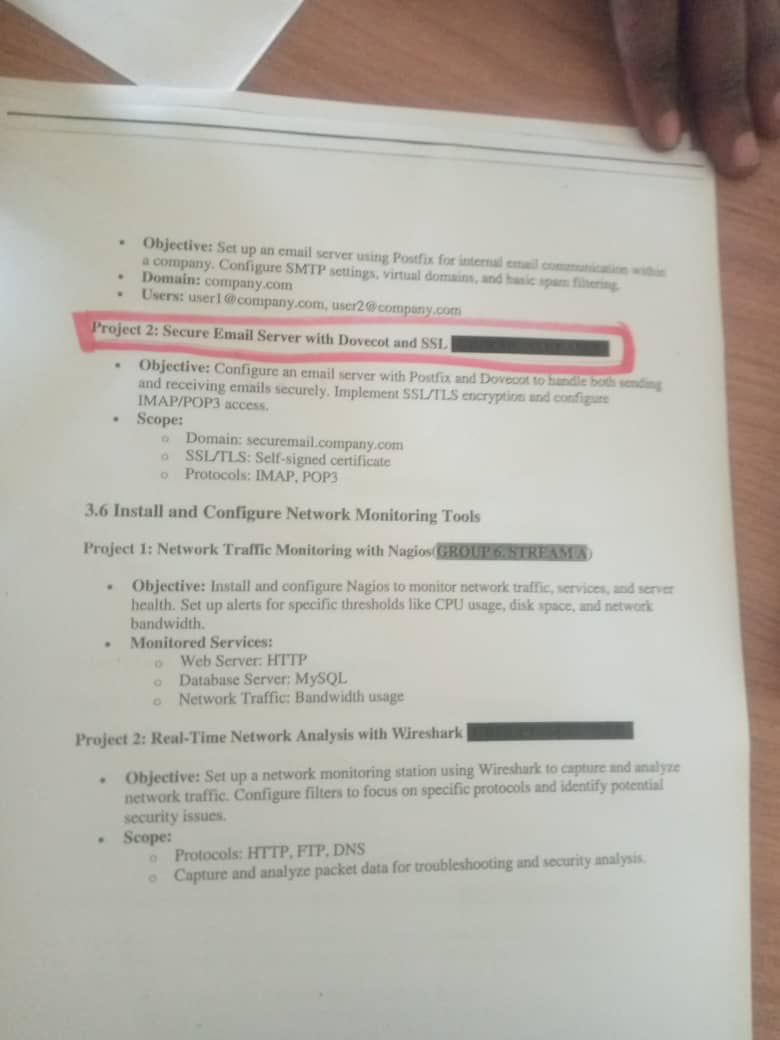 • Objective: Set up an email server using Postfix for internal email communication within
a company. Configure SMTP settings, virtual domains, and basic spam filtering.
• Domain: company.com
• Users: user1@company.com, user2@company.com
Project 2: Secure Email Server with Dovecot and SSL
• Objective: Configure an email server with Postfix and Dovecot to handle both sending
and receiving emails securely. Implement SSL/TLS encryption and configure
IMAP/POP3 access.
• Scope:
o Domain: securemail.company.com
o SSL/TLS: Self-signed certificate
o Protocols: IMAP, POP3
3.6 Install and Configure Network Monitoring Tools
Project 1: Network Traffic Monitoring with Nagios(GROUP 6, STREAM A)
• Objective: Install and configure Nagios to monitor network traffic, services, and server
health. Set up alerts for specific thresholds like CPU usage, disk space, and network
bandwidth.
• Monitored Services:
o Web Server: HTTP
o Database Server: MySQL
o Network Traffic: Bandwidth usage
Project 2: Real-Time Network Analysis with Wireshark
• Objective: Set up a network monitoring station using Wireshark to capture and analyze
network traffic. Configure filters to focus on specific protocols and identify potential
security issues.
• Scope:
o Protocols: HTTP, FTP, DNS
o Capture and analyze packet data for troubleshooting and security analysis.